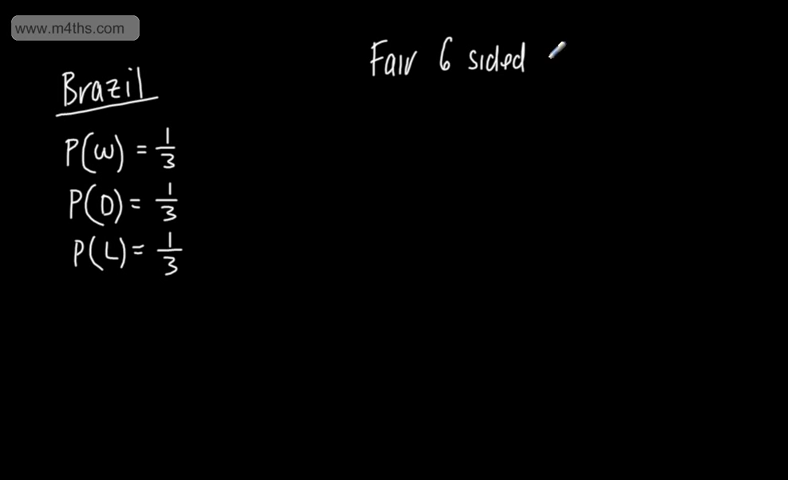 www.m4ths.com
Brazil
P(W) = 1/3
P(D) = 1/3
P(L) = 1/3
Fair 6 sided